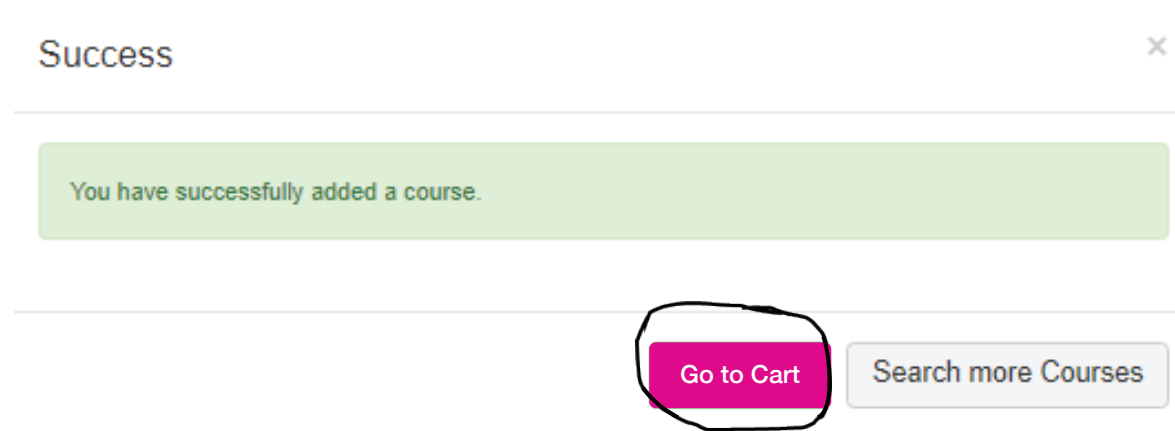 Success
×
You have successfully added a course.
Go to Cart
Search more Courses